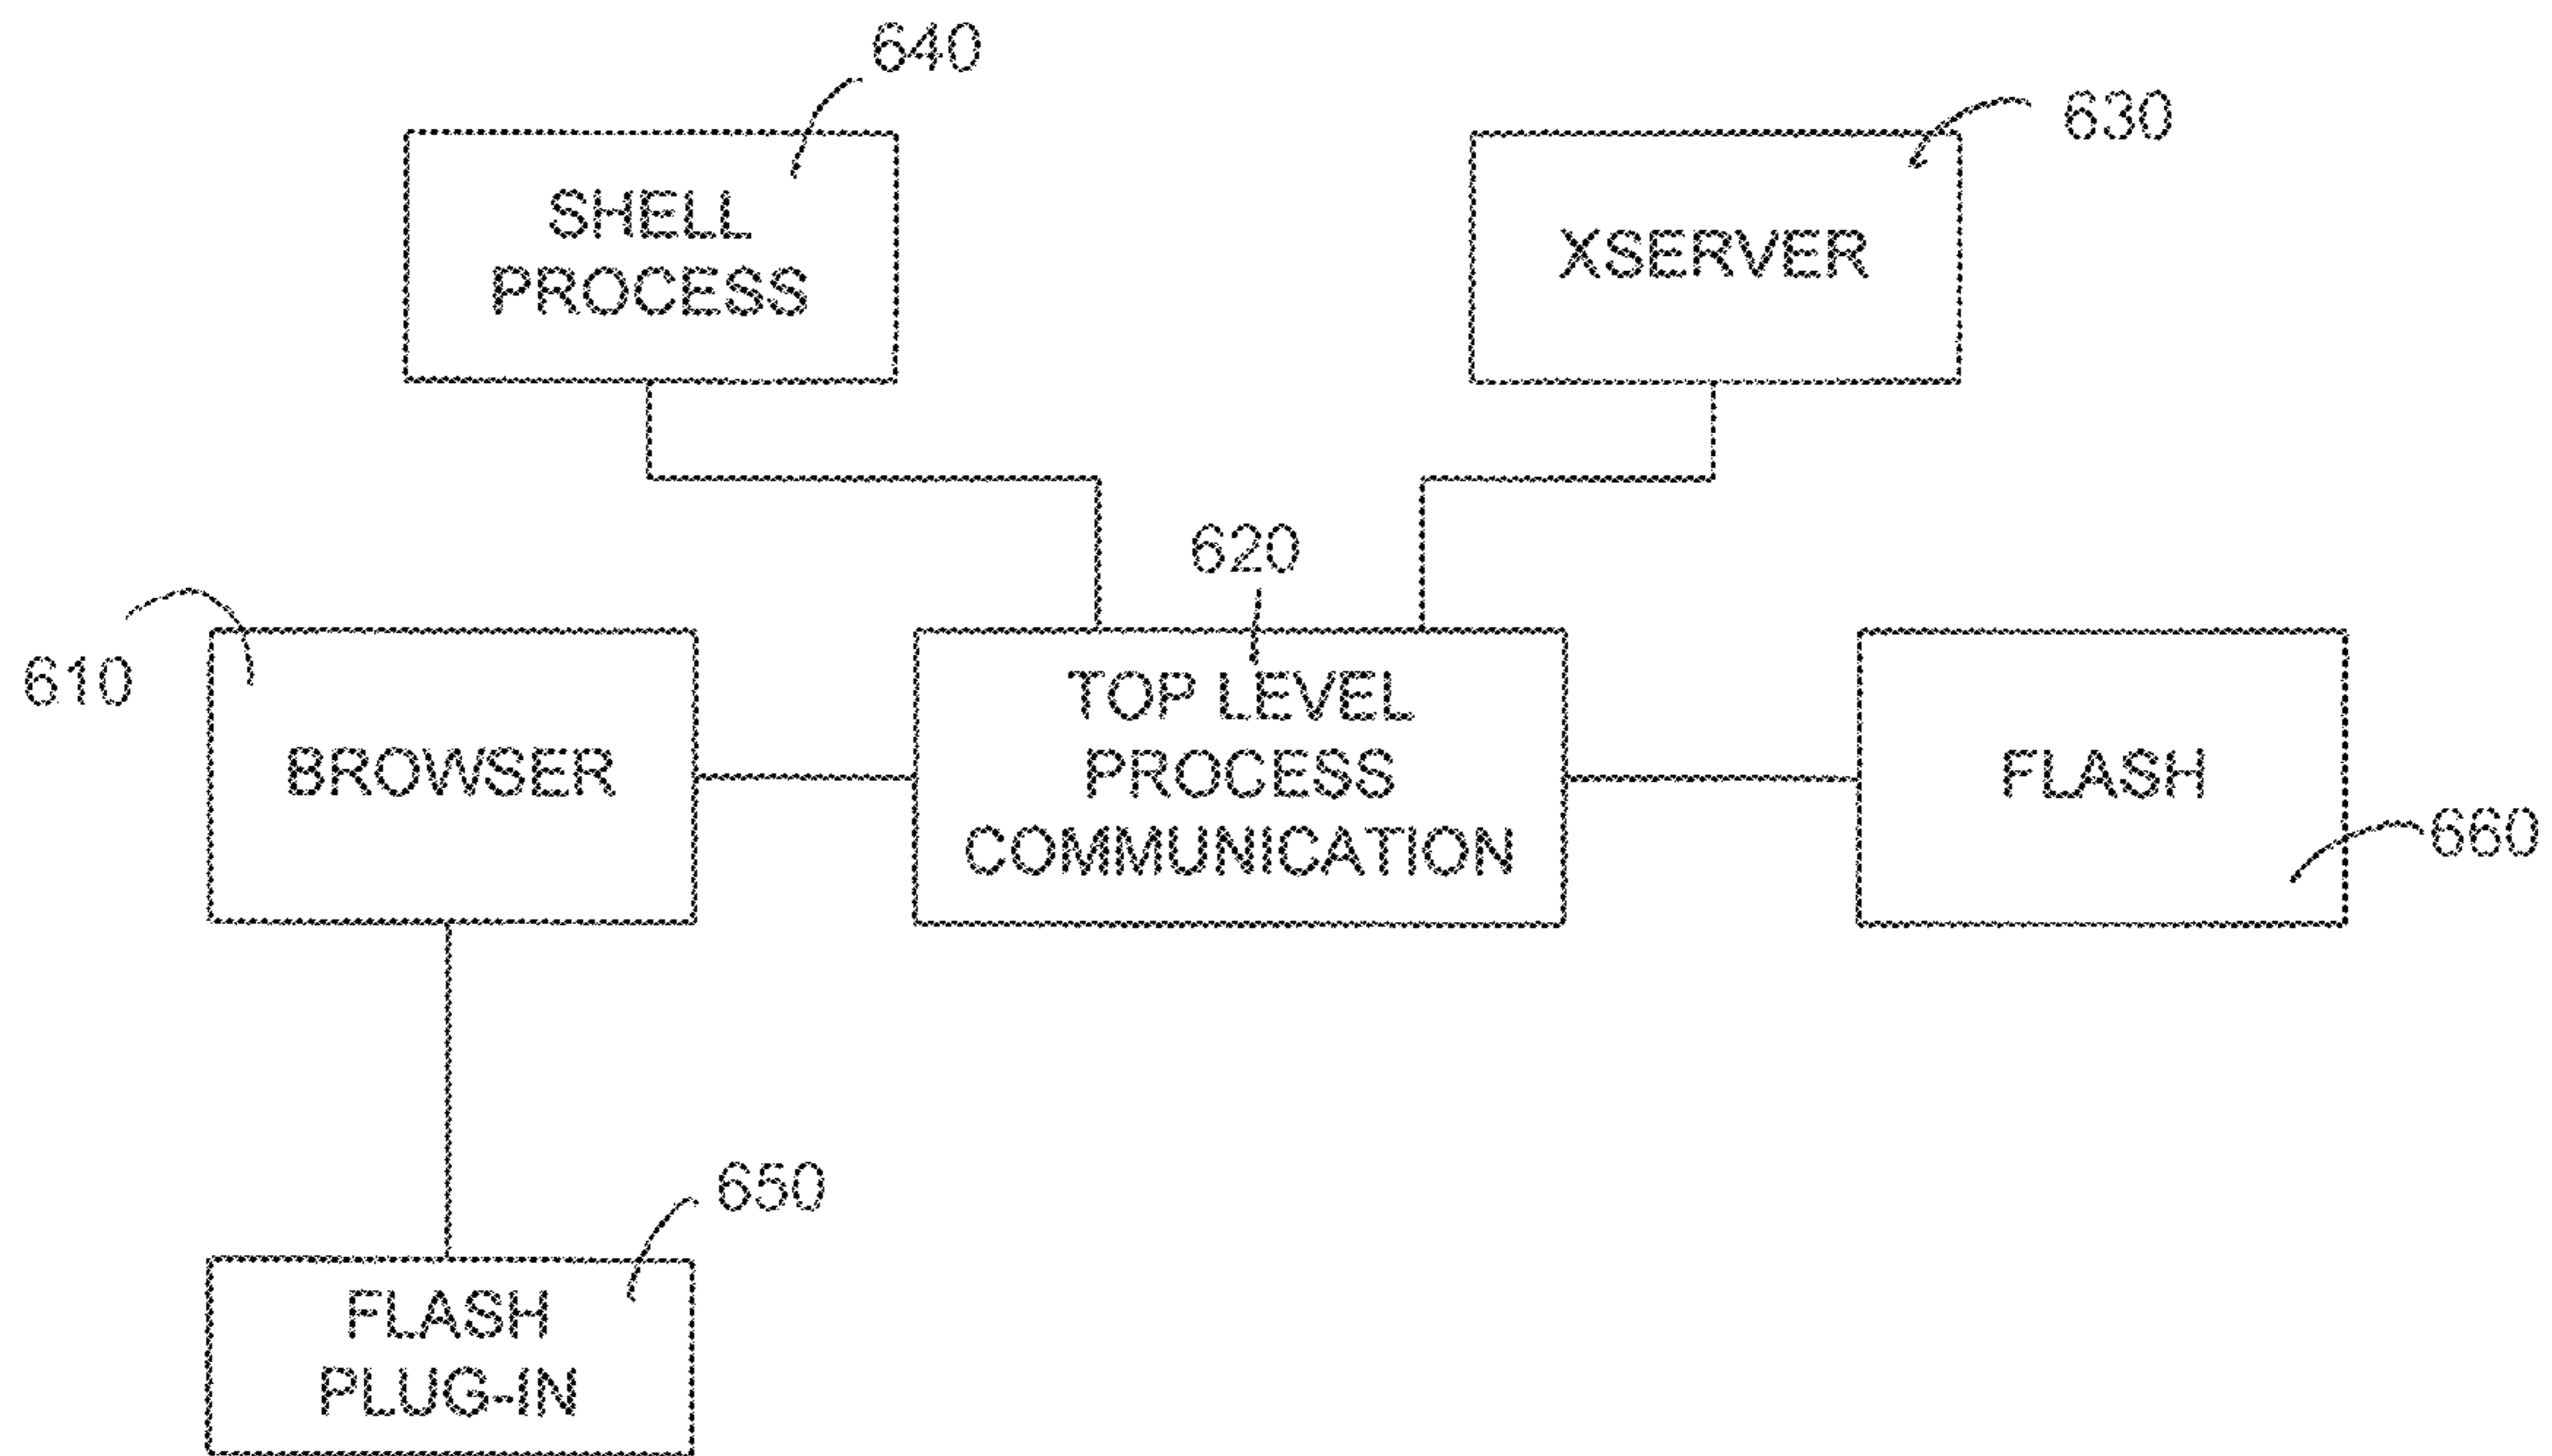 640
630
SHELL
PROCESS
XSERVER
620
610
BROWSER
TOP LEVEL
PROCESS
COMMUNICATION
FLASH
660
650
FLASH
PLUG-IN